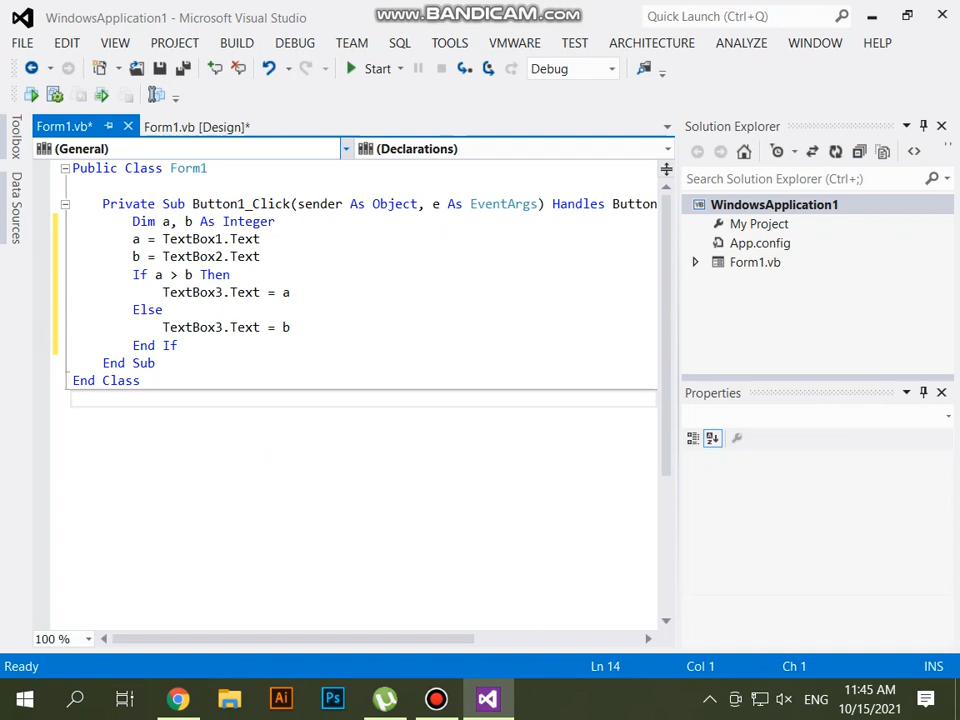 WindowsApplication1 - Microsoft Visual Studio
www.BANDICAM.com
Quick Launch (Ctrl+Q)
FILE EDIT VIEW PROJECT BUILD DEBUG TEAM SQL TOOLS VMWARE TEST ARCHITECTURE ANALYZE WINDOW HELP
Start Debug
Toolbox
Data Sources
Form1.vb* Form1.vb [Design]*
(General) (Declarations)
Public Class Form1
Private Sub Button1_Click(sender As Object, e As EventArgs) Handles Button
Dim a, b As Integer
a = TextBox1.Text
b = TextBox2.Text
If a > b Then
TextBox3.Text = a
Else
TextBox3.Text = b
End If
End Sub
End Class
100 %
Solution Explorer
Search Solution Explorer (Ctrl+;)
WindowsApplication1
My Project
App.config
Form1.vb
Properties
Ready Ln 14 Col 1 Ch 1 INS
Ai Ps
ENG
11:45 AM
10/15/2021